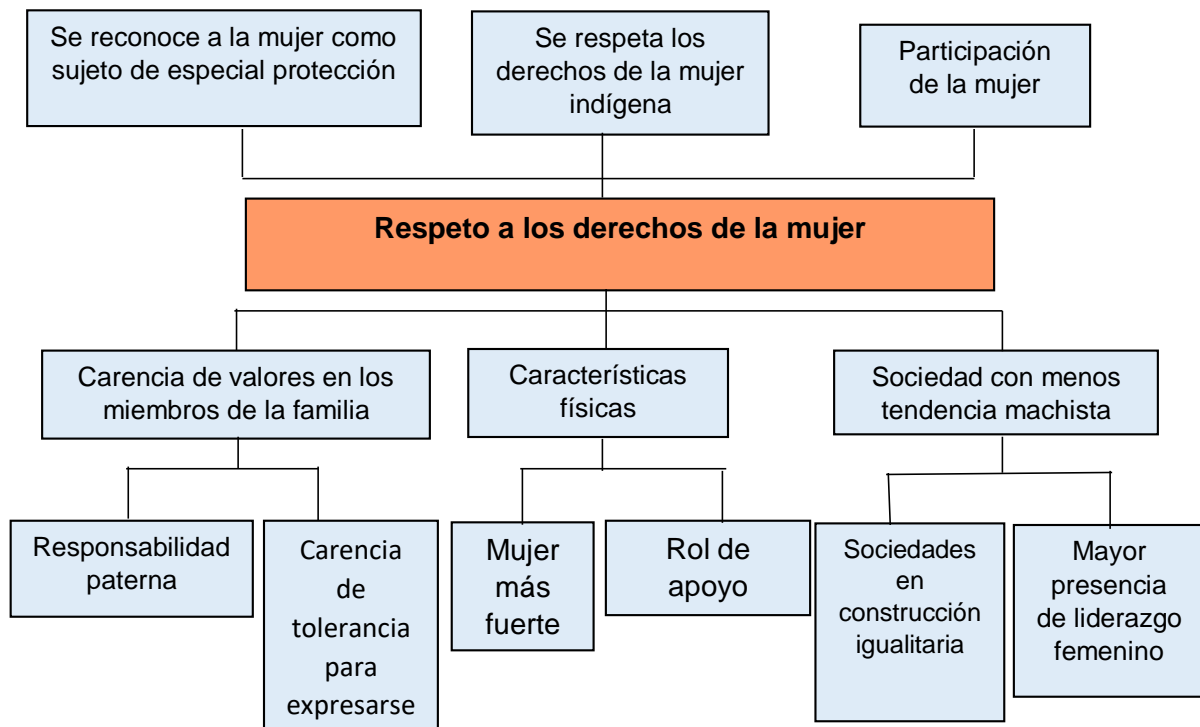 Se reconoce a la mujer como
sujeto de especial protección
Se respeta los
derechos de la mujer
indígena
Participación
de la mujer
Respeto a los derechos de la mujer
Carencia de valores en los
miembros de la familia
Características
físicas
Sociedad con menos
tendencia machista
Responsabilidad
paterna
Carencia
de
tolerancia
para
expresarse
Mujer
más
fuerte
Rol de
apoyo
Sociedades
en
construcción
igualitaria
Mayor
presencia
de liderazgo
femenino